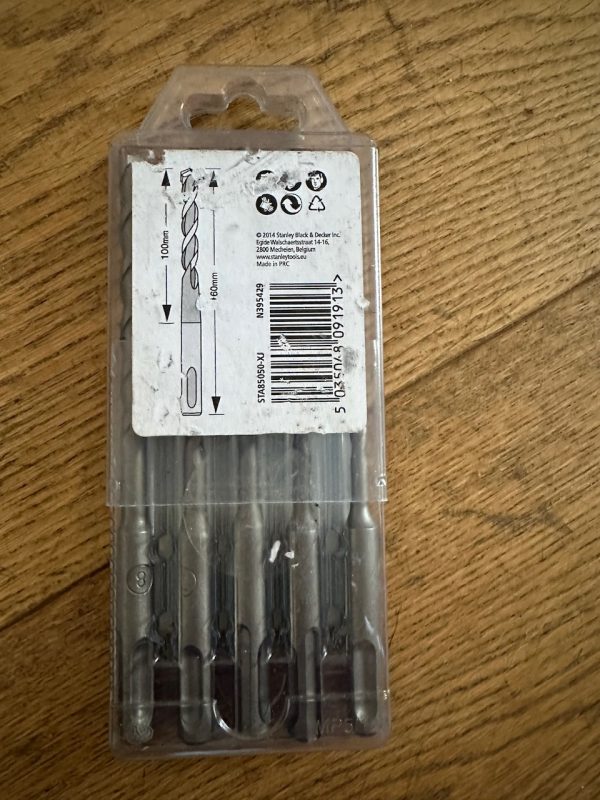 100mm
160mm
© 2014 Stanley Black & Decker Inc.
Egide Walschaertsstraat 14-16,
2800 Mechelen, Belgium
www.stanleytools.eu
Made in PRC
N395429
STA85050-XJ
5 035048 091913 >
8